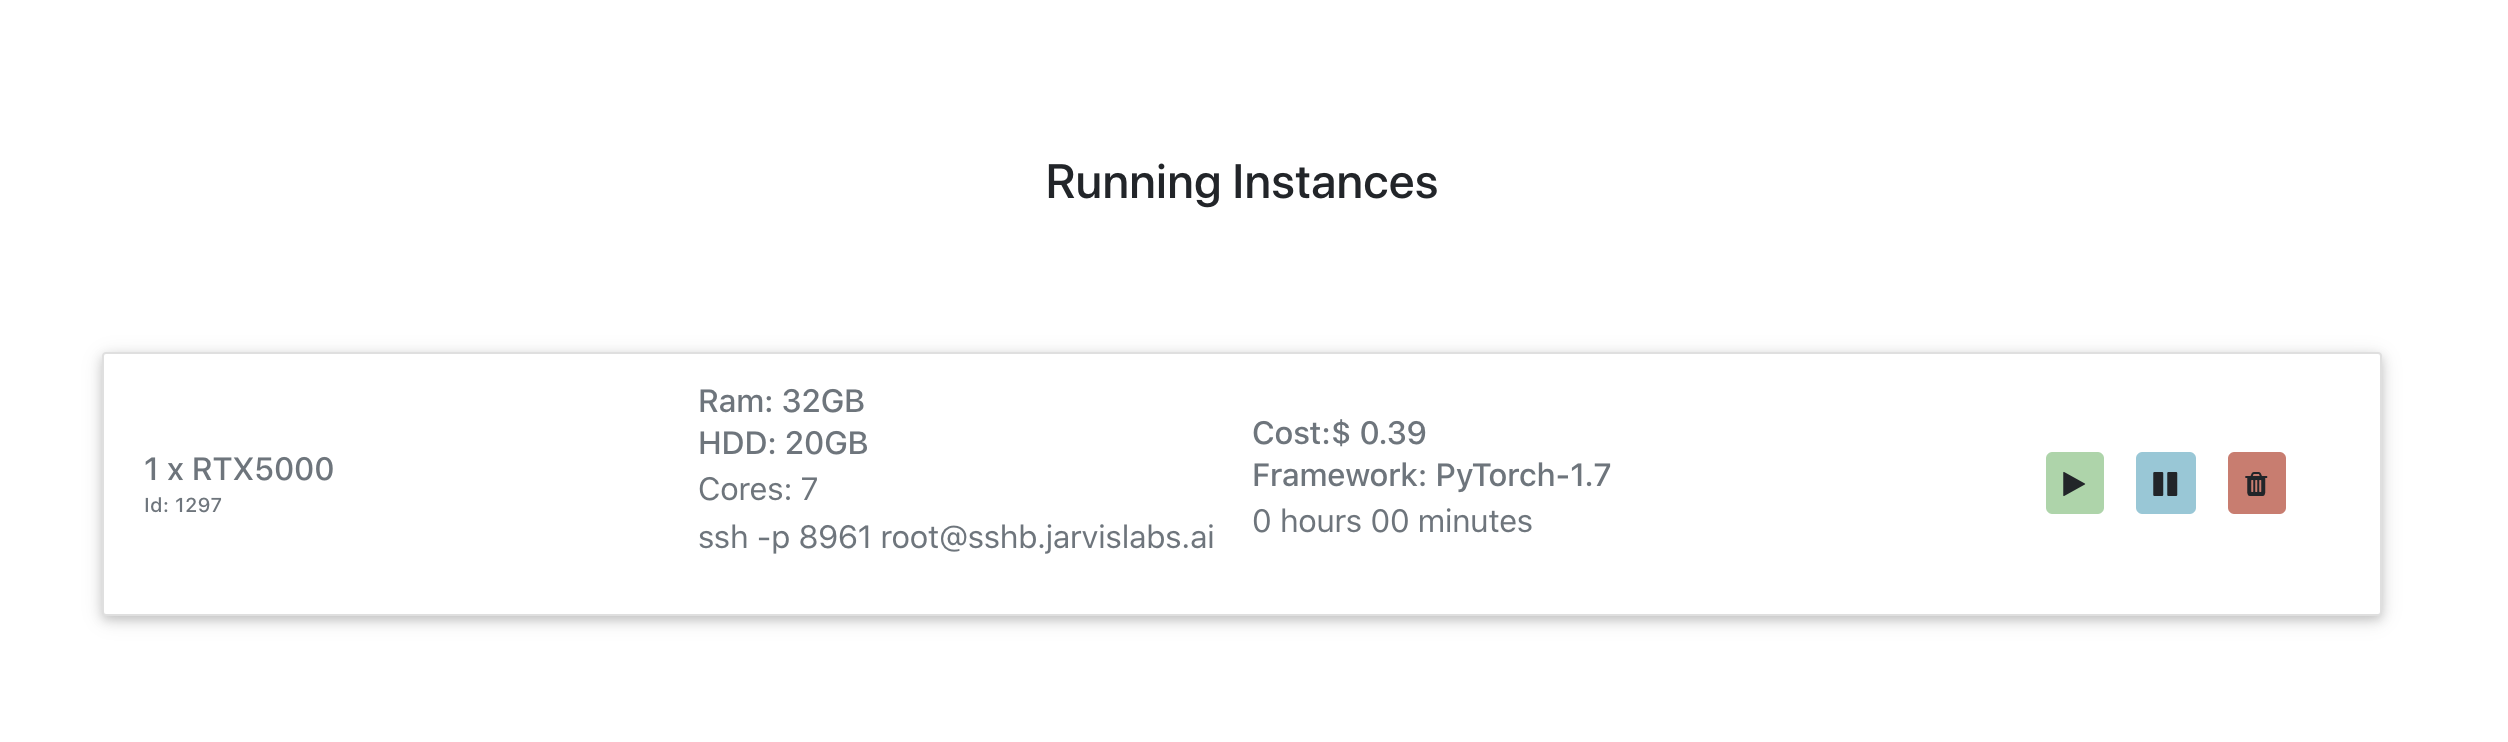 Running Instances
1 x RTX5000
Id: 1297
Ram: 32GB
HDD: 20GB
Cores: 7
ssh -p 8961 root@sshb.jarvislabs.ai
Cost:$ 0.39
Framework: PyTorch-1.7
0 hours 00 minutes